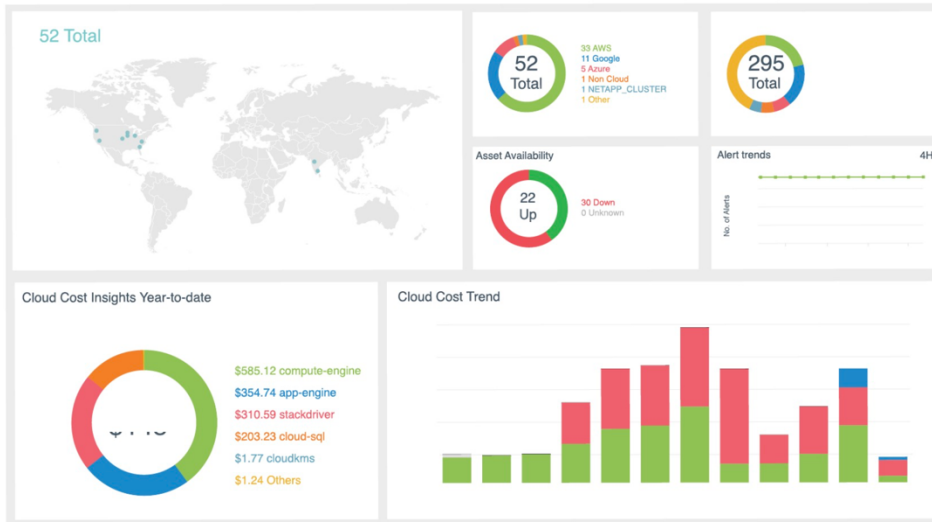 52 Total
52
Total
33 AWS
11 Google
5 Azure
1 Non Cloud
1 NETAPP_CLUSTER
1 Other
295
Total
Asset Availability
22
Up
30 Down
0 Unknown
Alert trends
4H
No. of Alerts
Cloud Cost Insights Year-to-date
$585.12 compute-engine
$354.74 app-engine
$310.59 stackdriver
$203.23 cloud-sql
$1.77 cloudkms
$1.24 Others
Cloud Cost Trend